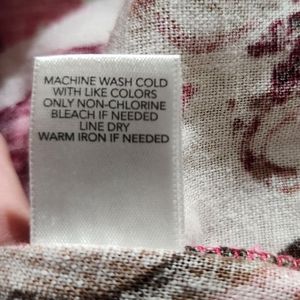 MACHINE WASH COLD
WITH LIKE COLORS
ONLY NON-CHLORINE
BLEACH IF NEEDED
LINE DRY
WARM IRON IF NEEDED